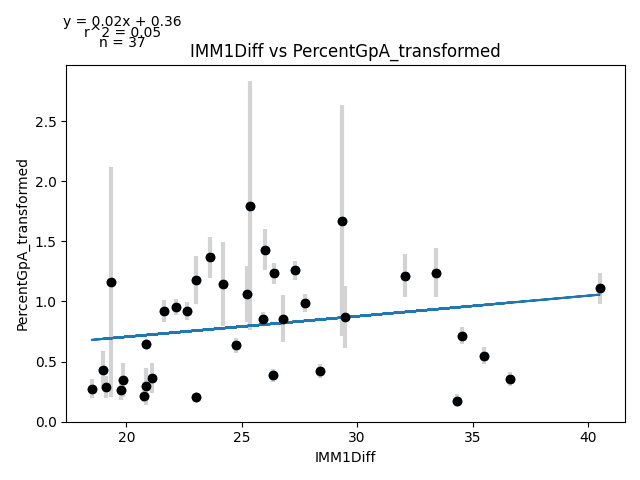 y = 0.02x + 0.36
r^2 = 0.05
n = 37
IMM1Diff vs PercentGpA_transformed
PercentGpA_transformed
2.5
2.0
1.5
1.0
0.5
0.0
20
25
30
35
40
IMM1Diff